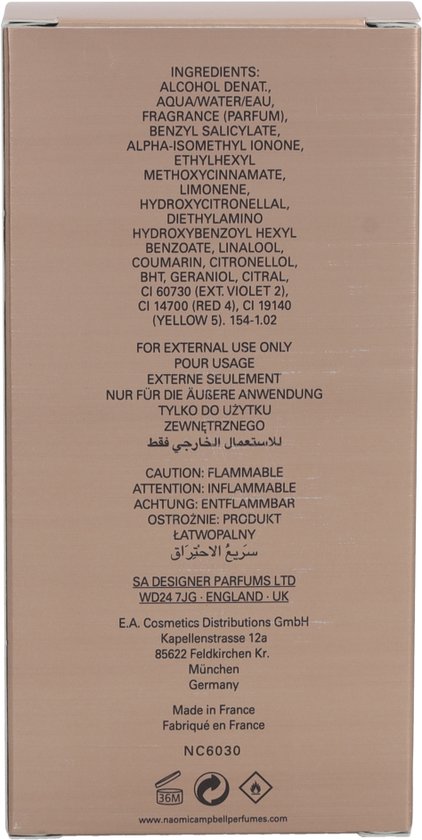 INGREDIENTS:
ALCOHOL DENAT.,
AQUA/WATER/EAU,
FRAGRANCE (PARFUM),
BENZYL SALICYLATE,
ALPHA-ISOMETHYL IONONE,
ETHYLHEXYL
METHOXYCINNAMATE,
LIMONENE,
HYDROXYCITRONELLAL,
DIETHYLAMINO
HYDROXYBENZOYL HEXYL
BENZOATE, LINALOOL,
COUMARIN, CITRONELLOL,
BHT, GERANIOL, CITRAL,
CI 60730 (EXT. VIOLET 2),
CI 14700 (RED 4), CI 19140
(YELLOW 5). 154-1.02
FOR EXTERNAL USE ONLY
POUR USAGE
EXTERNE SEULEMENT
NUR FÜR DIE ÄUßERE ANWENDUNG
TYLKO DO UŻYTKU
ZEWNĘTRZNEGO
للاستعمال الخارجي فقط
CAUTION: FLAMMABLE
ATTENTION: INFLAMMABLE
ACHTUNG: ENTFLAMMBAR
OSTROŻNIE: PRODUKT
ŁATWOPALNY
سَريعُ الاحْتِرَاق
SA DESIGNER PARFUMS LTD
WD24 7JG · ENGLAND · UK
E.A. Cosmetics Distributions GmbH
Kapellenstrasse 12a
85622 Feldkirchen Kr.
München
Germany
Made in France
Fabriqué en France
NC6030
36M
www.naomicampbellperfumes.com